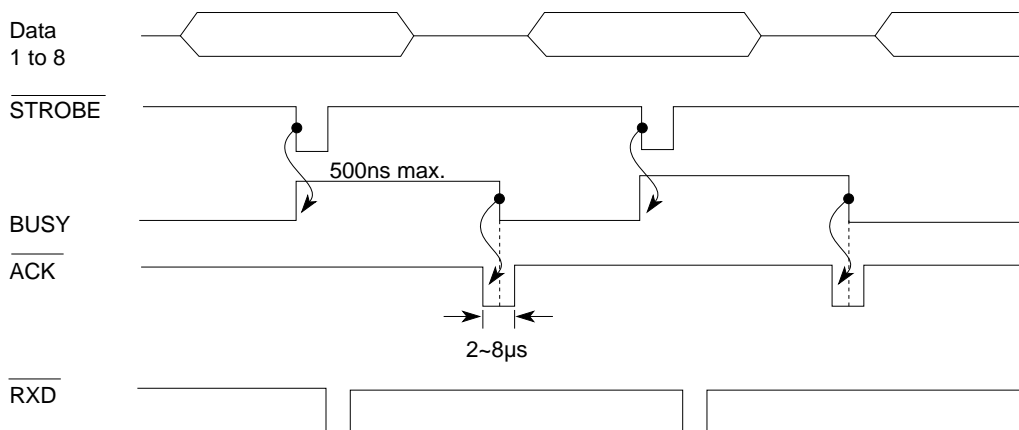 Data
1 to 8
STROBE
500ns max.
BUSY
ACK
2~8µs
RXD